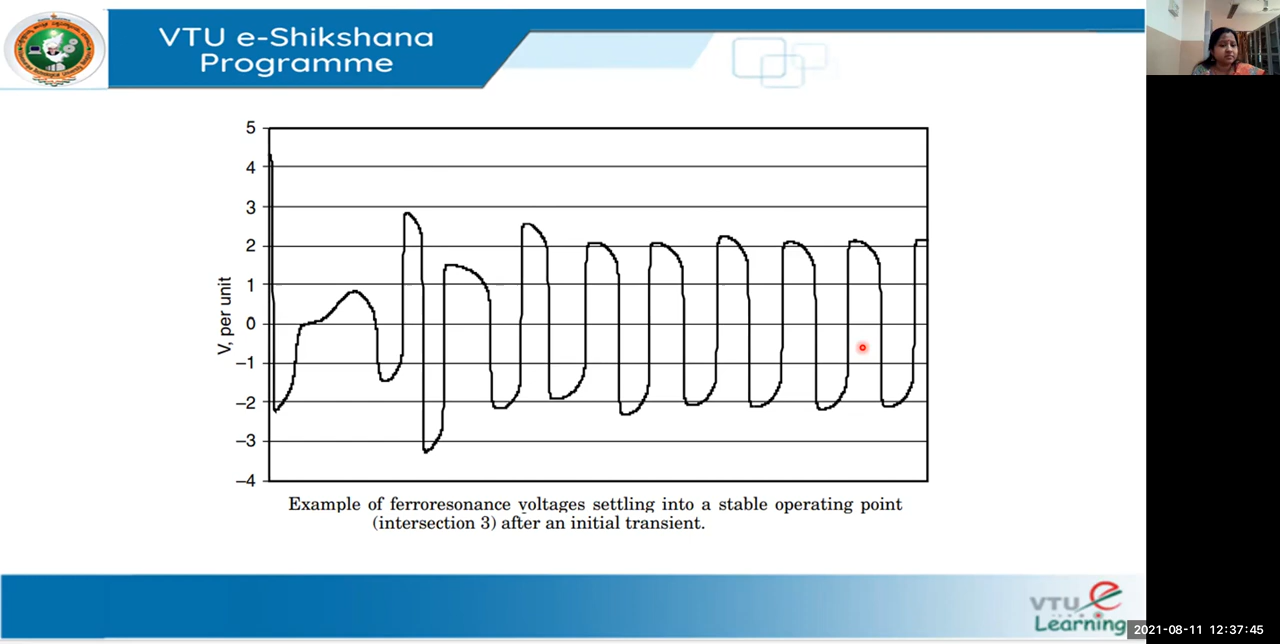 VTU e-Shikshana
Programme
5
4
3
2
1
0
−1
−2
−3
−4
V, per unit
Example of ferroresonance voltages settling into a stable operating point
(intersection 3) after an initial transient.
VTU e
Learning
2021-08-11 12:37:45